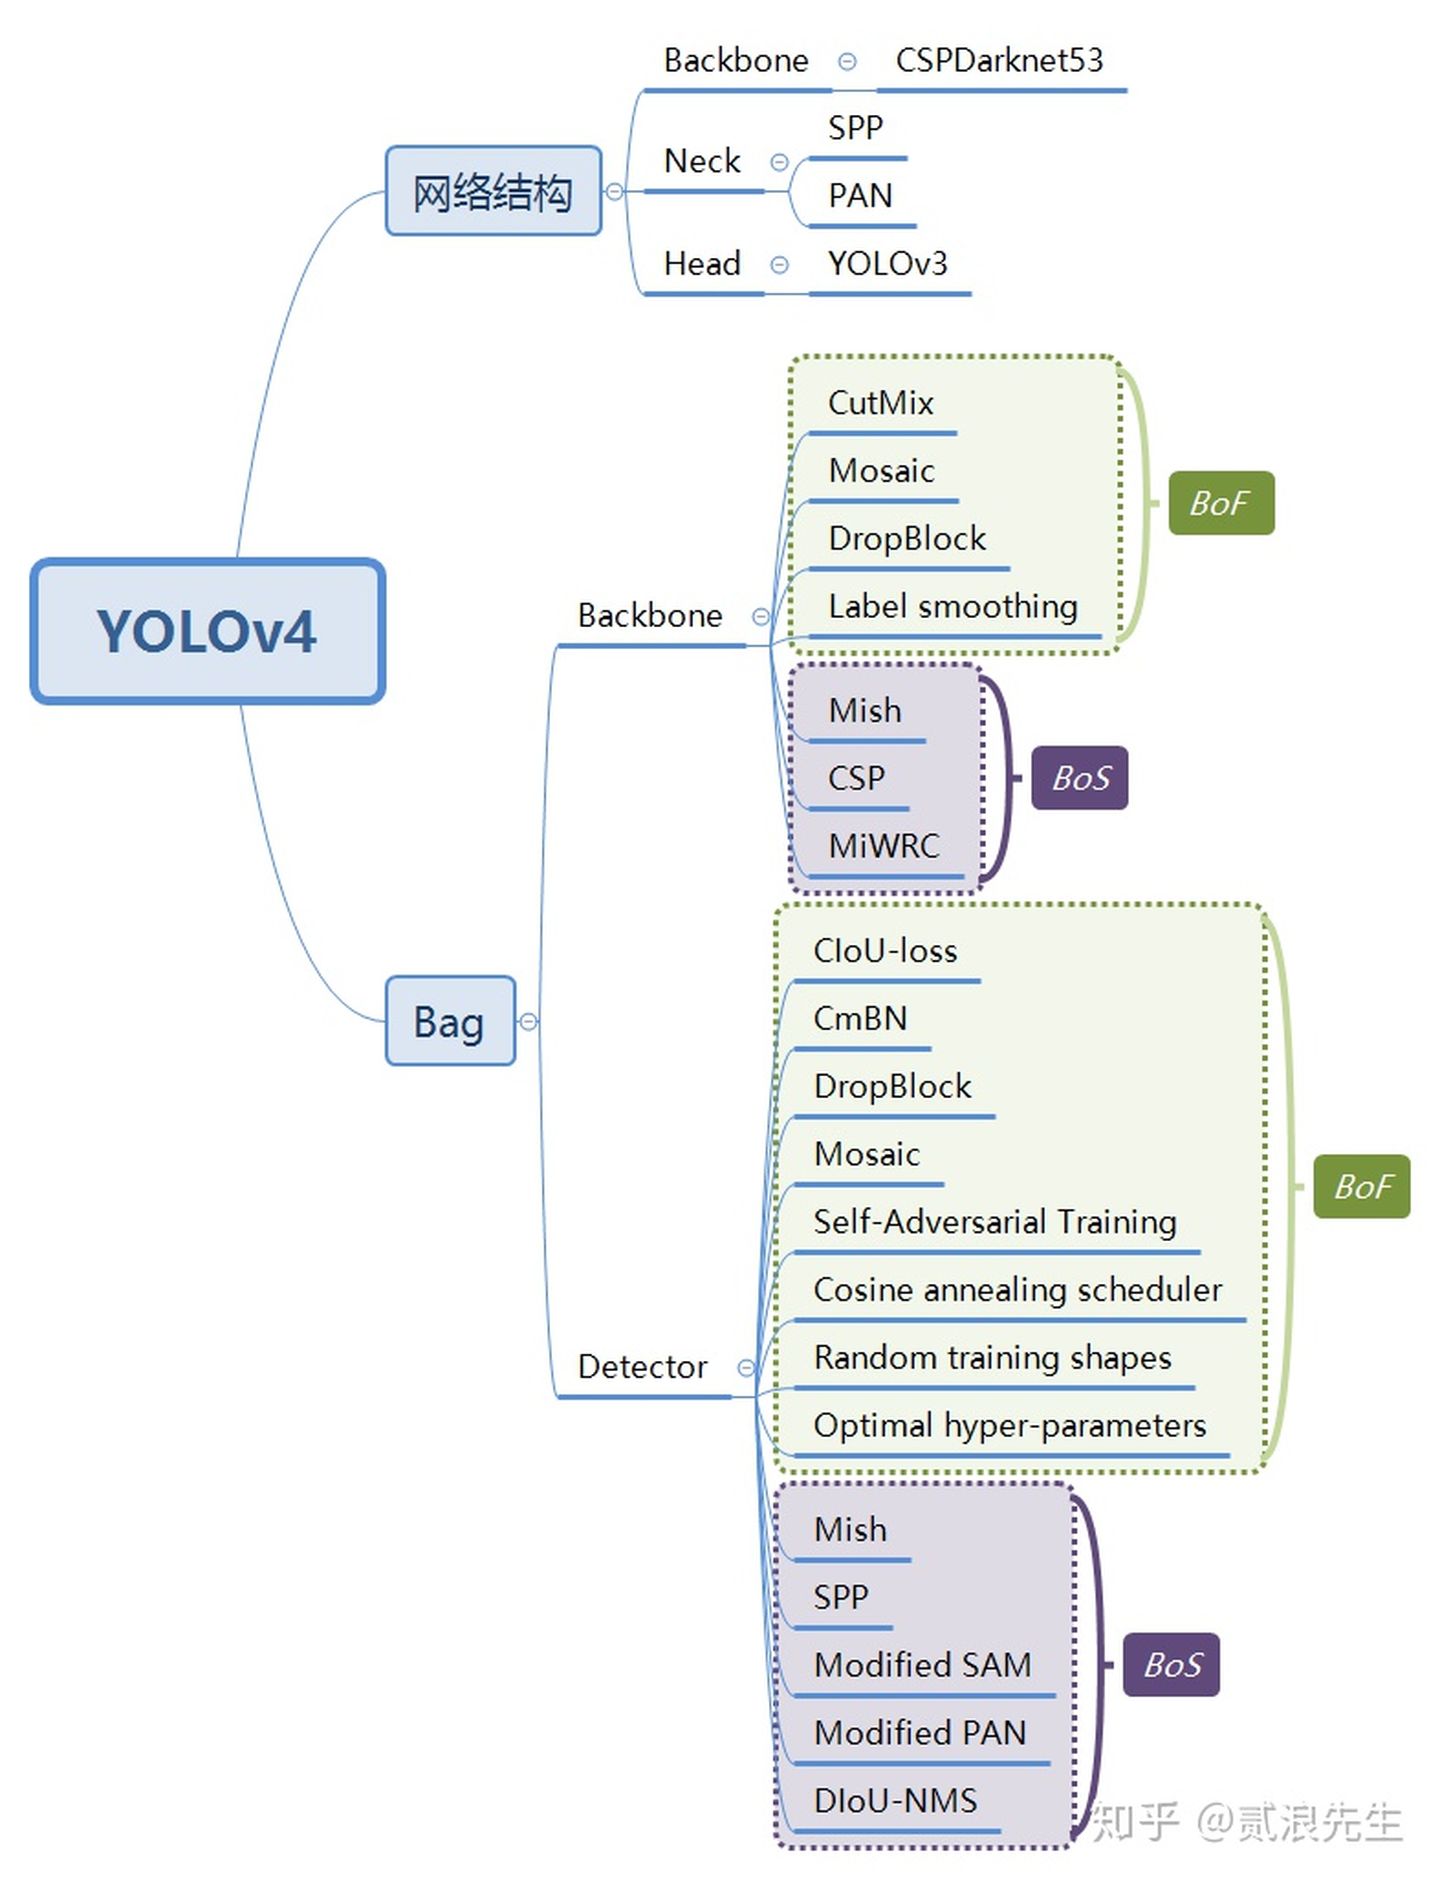 YOLOv4
网络结构
Backbone
CSPDarknet53
Neck
SPP
PAN
Head
YOLOv3
Bag
Backbone
CutMix
Mosaic
DropBlock
Label smoothing
BoF
Mish
CSP
MiWRC
BoS
Detector
CIoU-loss
CmBN
DropBlock
Mosaic
Self-Adversarial Training
Cosine annealing scheduler
Random training shapes
Optimal hyper-parameters
BoF
Mish
SPP
Modified SAM
Modified PAN
DIoU-NMS
BoS
知乎 @贰浪先生